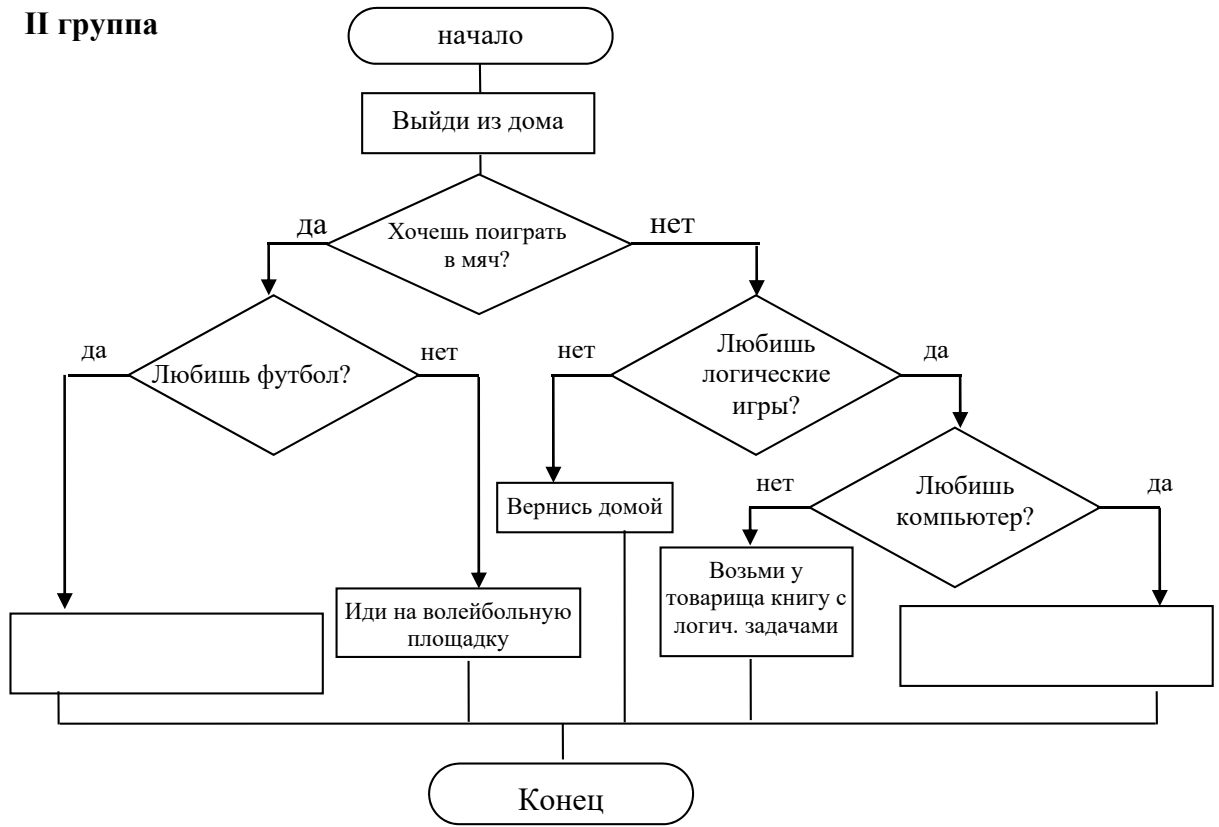 II группа
начало
Выйди из дома
да
нет
Хочешь поиграть
в мяч?
да
Любишь футбол?
нет
нет
Любишь
логические
игры?
да
Вернись домой
нет
Любишь
компьютер?
да
Возьми у
товарища книгу с
логич. задачами
Иди на волейбольную
площадку
Конец